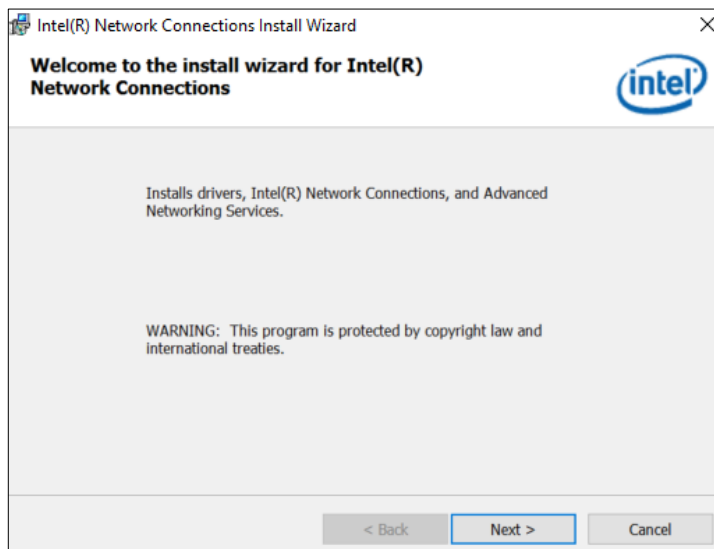 Intel(R) Network Connections Install Wizard
Welcome to the install wizard for Intel(R)
Network Connections
intel
Installs drivers, Intel(R) Network Connections, and Advanced
Networking Services.
WARNING:  This program is protected by copyright law and
international treaties.
< Back
Next >
Cancel